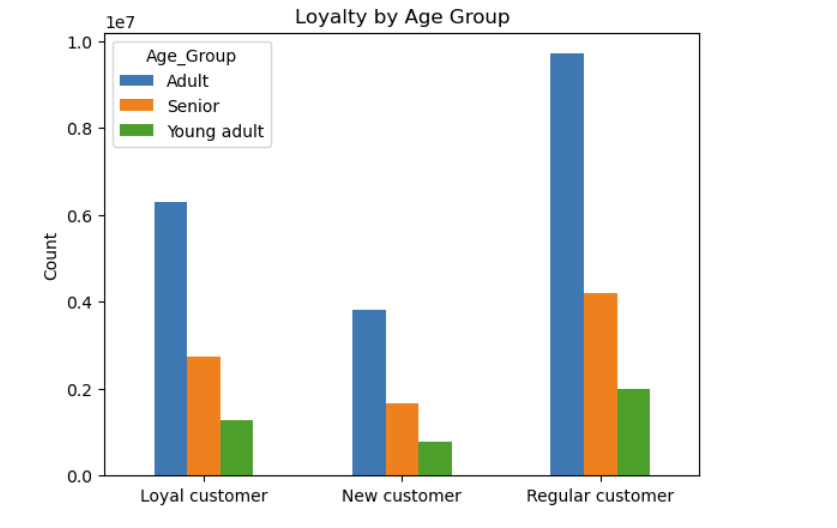 Loyalty by Age Group
1e7
1.0
0.8
0.6
0.4
0.2
0.0
Count
Age_Group
Adult
Senior
Young adult
Loyal customer
New customer
Regular customer